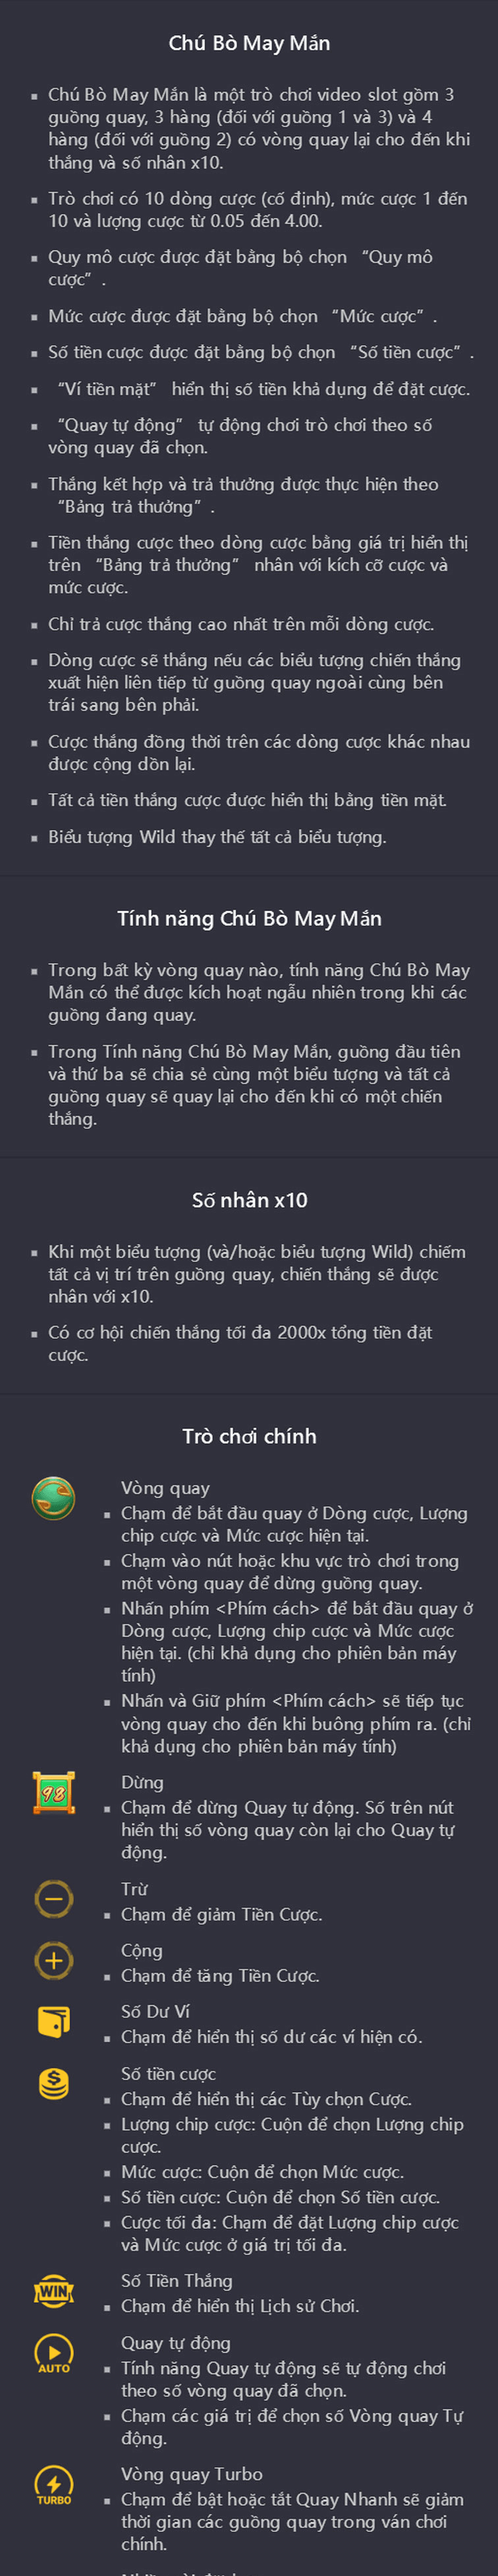 Chú Bò May Mắn
Chú Bò May Mắn là một trò chơi video slot gồm 3
guồng quay, 3 hàng (đối với guồng 1 và 3) và 4
hàng (đối với guồng 2) có vòng quay lại cho đến khi
thắng và số nhân x10.
Trò chơi có 10 dòng cược (cố định), mức cược 1 đến
10 và lượng cược từ 0.05 đến 4.00.
Quy mô cược được đặt bằng bộ chọn “Quy mô
cược” .
Mức cược được đặt bằng bộ chọn “Mức cược” .
Số tiền cược được đặt bằng bộ chọn “Số tiền cược” .
“Ví tiền mặt” hiển thị số tiền khả dụng để đặt cược.
“Quay tự động” tự động chơi trò chơi theo số
vòng quay đã chọn.
Thắng kết hợp và trả thưởng được thực hiện theo
“Bảng trả thưởng” .
Tiền thắng cược theo dòng cược bằng giá trị hiển thị
trên “Bảng trả thưởng” nhân với kích cỡ cược và
mức cược.
Chỉ trả cược thắng cao nhất trên mỗi dòng cược.
Dòng cược sẽ thắng nếu các biểu tượng chiến thắng
xuất hiện liên tiếp từ guồng quay ngoài cùng bên
trái sang bên phải.
Cược thắng đồng thời trên các dòng cược khác nhau
được cộng dồn lại.
Tất cả tiền thắng cược được hiển thị bằng tiền mặt.
Biểu tượng Wild thay thế tất cả biểu tượng.
Tính năng Chú Bò May Mắn
Trong bất kỳ vòng quay nào, tính năng Chú Bò May
Mắn có thể được kích hoạt ngẫu nhiên trong khi các
guồng đang quay.
Trong Tính năng Chú Bò May Mắn, guồng đầu tiên
và thứ ba sẽ chia sẻ cùng một biểu tượng và tất cả
guồng quay sẽ quay lại cho đến khi có một chiến
thắng.
Số nhân x10
Khi một biểu tượng (và/hoặc biểu tượng Wild) chiếm
tất cả vị trí trên guồng quay, chiến thắng sẽ được
nhân với x10.
Có cơ hội chiến thắng tối đa 2000x tổng tiền đặt
cược.
Trò chơi chính
Vòng quay
Chạm để bắt đầu quay ở Dòng cược, Lượng
chip cược và Mức cược hiện tại.
Chạm vào nút hoặc khu vực trò chơi trong
một vòng quay để dừng guồng quay.
Nhấn phím <Phím cách> để bắt đầu quay ở
Dòng cược, Lượng chip cược và Mức cược
hiện tại. (chỉ khả dụng cho phiên bản máy
tính)
Nhấn và Giữ phím <Phím cách> sẽ tiếp tục
vòng quay cho đến khi buông phím ra. (chỉ
khả dụng cho phiên bản máy tính)
98
Dừng
Chạm để dừng Quay tự động. Số trên nút
hiển thị số vòng quay còn lại cho Quay tự
động.
Trừ
Chạm để giảm Tiền Cược.
Cộng
Chạm để tăng Tiền Cược.
Số Dư Ví
Chạm để hiển thị số dư các ví hiện có.
Số tiền cược
Chạm để hiển thị các Tùy chọn Cược.
Lượng chip cược: Cuộn để chọn Lượng chip
cược.
Mức cược: Cuộn để chọn Mức cược.
Số tiền cược: Cuộn để chọn Số tiền cược.
Cược tối đa: Chạm để đặt Lượng chip cược
và Mức cược ở giá trị tối đa.
WIN
Số Tiền Thắng
Chạm để hiển thị Lịch sử Chơi.
AUTO
Quay tự động
Tính năng Quay tự động sẽ tự động chơi
theo số vòng quay đã chọn.
Chạm các giá trị để chọn số Vòng quay Tự
động.
TURBO
Vòng quay Turbo
Chạm để bật hoặc tắt Quay Nhanh sẽ giảm
thời gian các guồng quay trong ván chơi
chính.